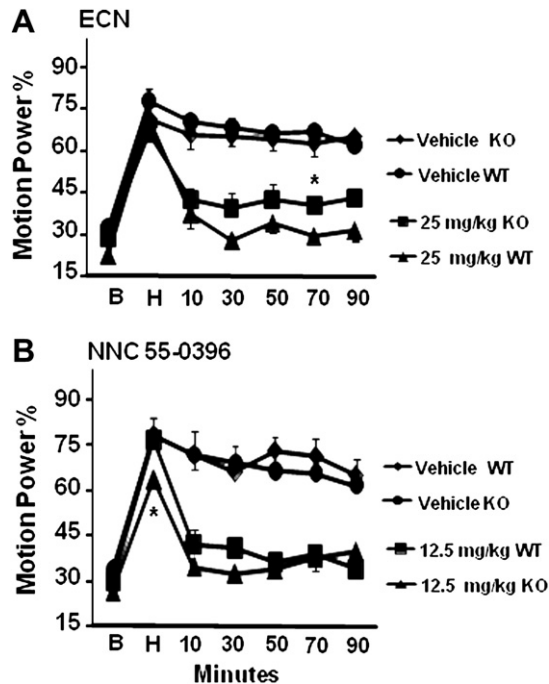 A ECN
Motion Power %
90
75
60
45
30
15
*
B H 10 30 50 70 90
Vehicle KO
Vehicle WT
25 mg/kg KO
25 mg/kg WT
B NNC 55-0396
Motion Power %
90
75
60
45
30
15
*
B H 10 30 50 70 90
Minutes
Vehicle WT
Vehicle KO
12.5 mg/kg WT
12.5 mg/kg KO